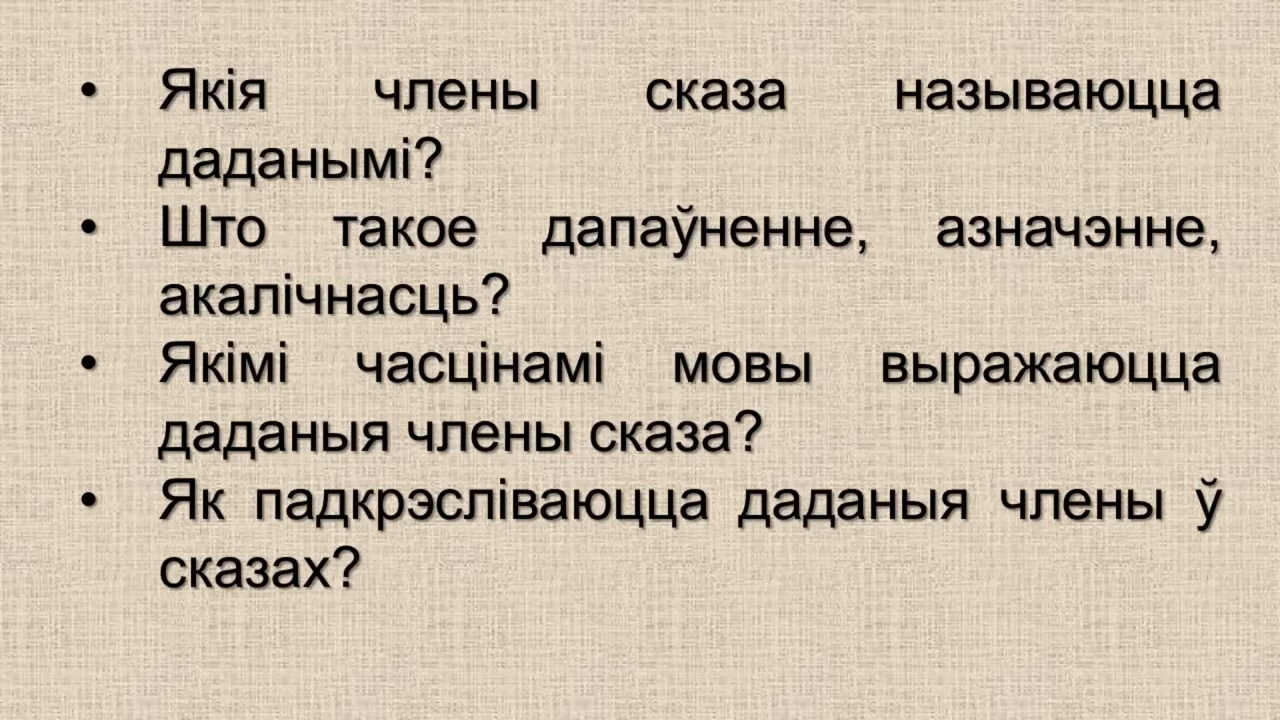 • Якія члены сказа называюцца
даданымі?
• Што такое дапаўненне, азначэнне,
акалічнасць?
• Якімі часцінамі мовы выражаюцца
даданыя члены сказа?
• Як падкрэсліваюцца даданыя члены ў
сказах?